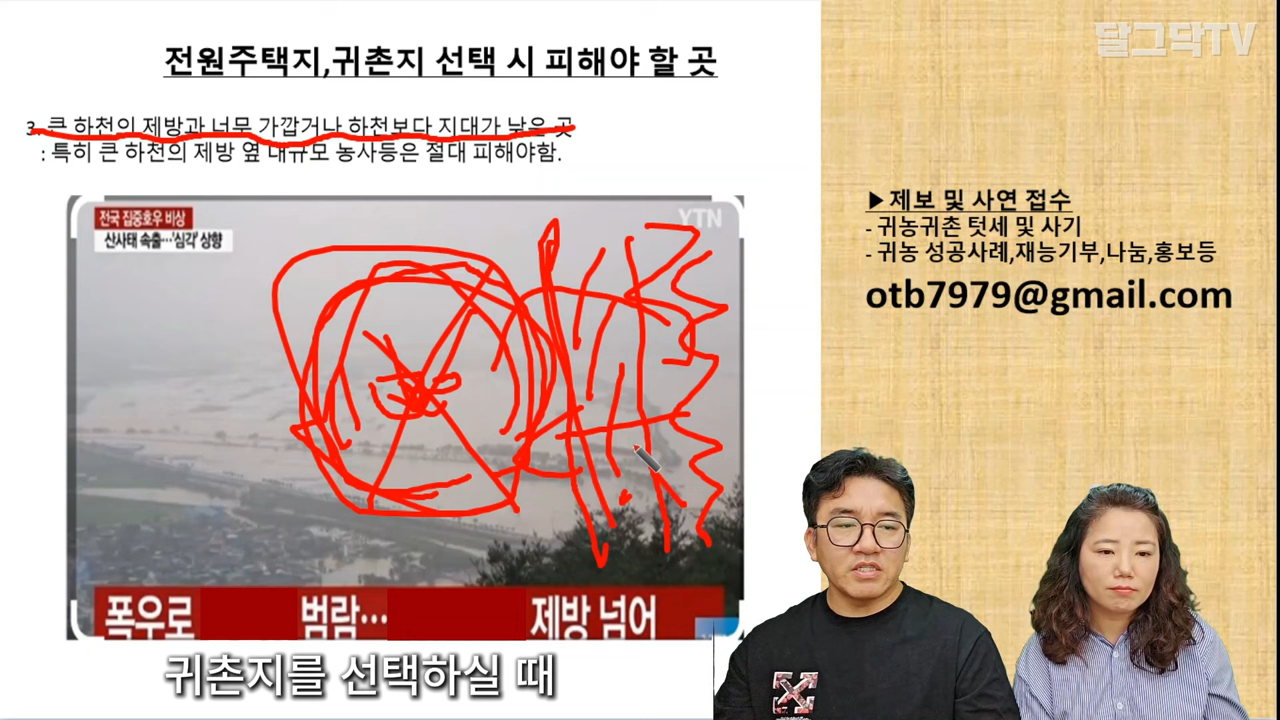 달그닥TV
전원주택지,귀촌지 선택 시 피해야 할 곳
3. 큰 하천의 제방과 너무 가깝거나 하천보다 지대가 낮은 곳
: 특히 큰 하천의 제방 옆 대규모 농사등은 절대 피해야함.
전국 집중호우 비상
산사태 속출…'심각' 상향
YTN
폭우로 범람… 제방 넘어
▶제보 및 사연 접수
- 귀농귀촌 텃세 및 사기
- 귀농 성공사례,재능기부,나눔,홍보등
otb7979@gmail.com
귀촌지를 선택하실 때